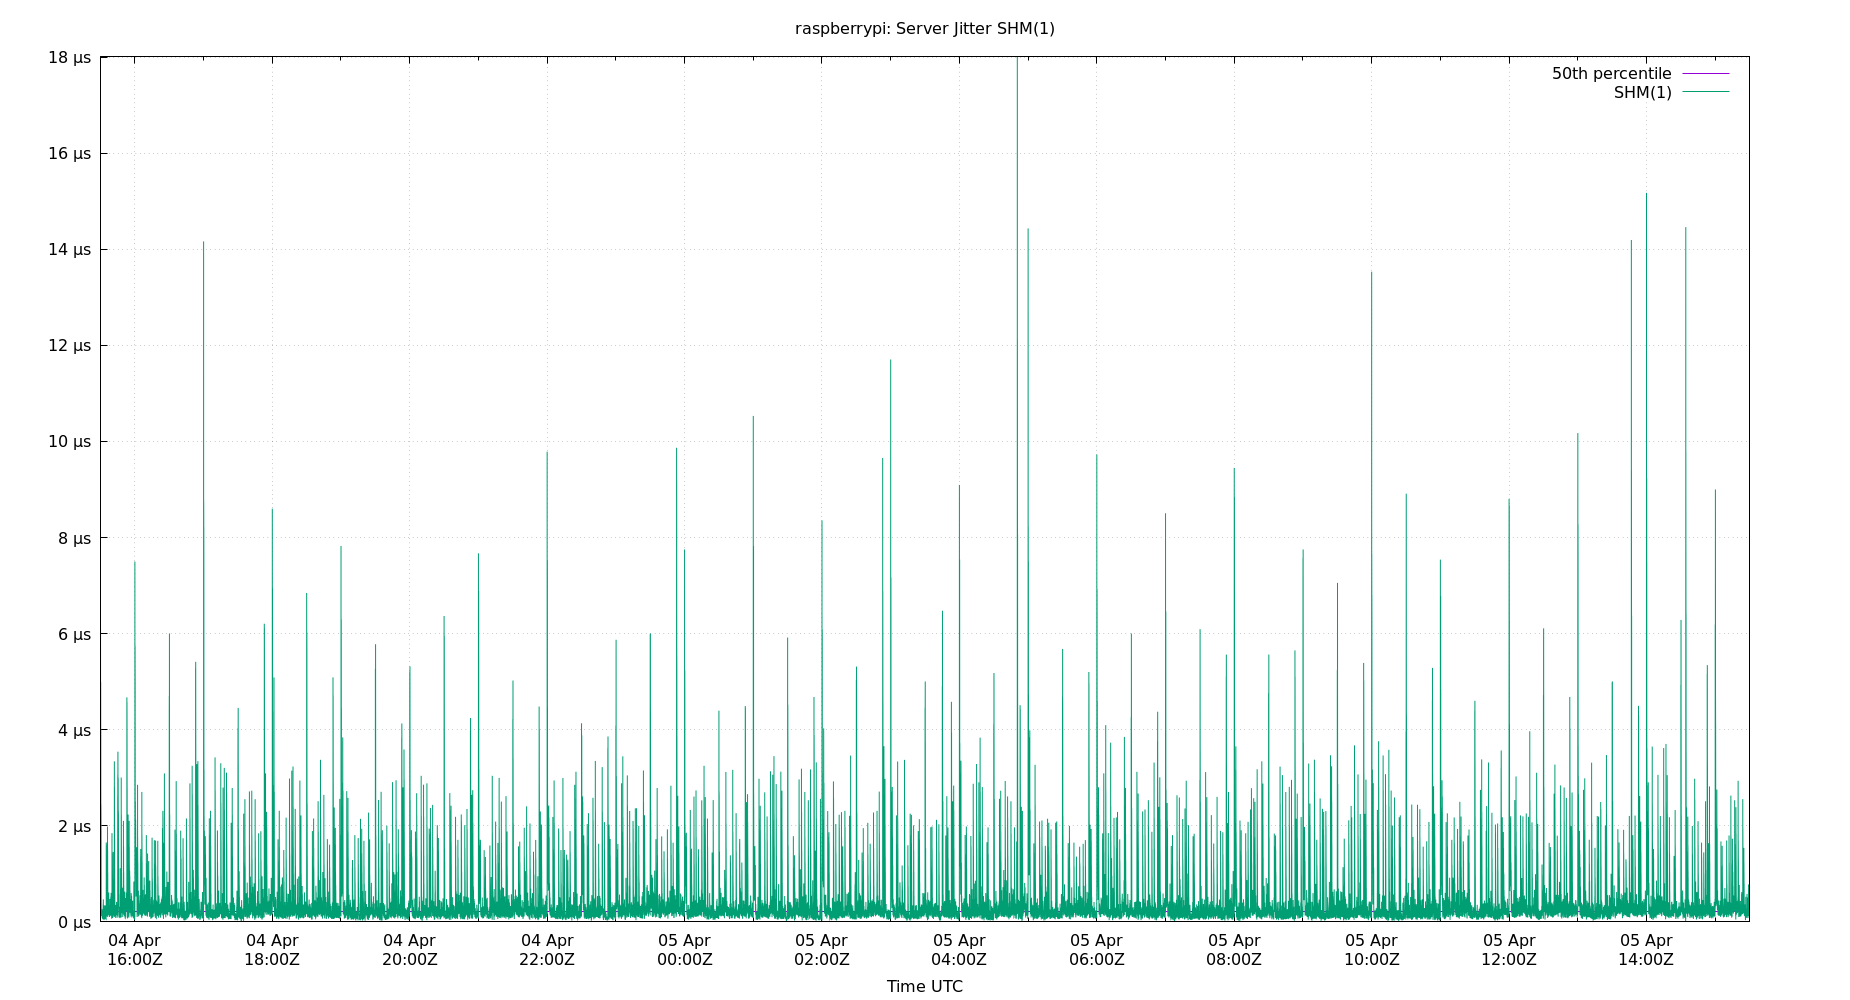 raspberrypi: Server Jitter SHM(1)
18 µs
16 µs
14 µs
12 µs
10 µs
8 µs
6 µs
4 µs
2 µs
0 µs
50th percentile
SHM(1)
04 Apr 04 Apr 04 Apr 04 Apr 05 Apr 05 Apr 05 Apr 05 Apr 05 Apr 05 Apr 05 Apr 05 Apr
16:00Z 18:00Z 20:00Z 22:00Z 00:00Z 02:00Z 04:00Z 06:00Z 08:00Z 10:00Z 12:00Z 14:00Z
Time UTC